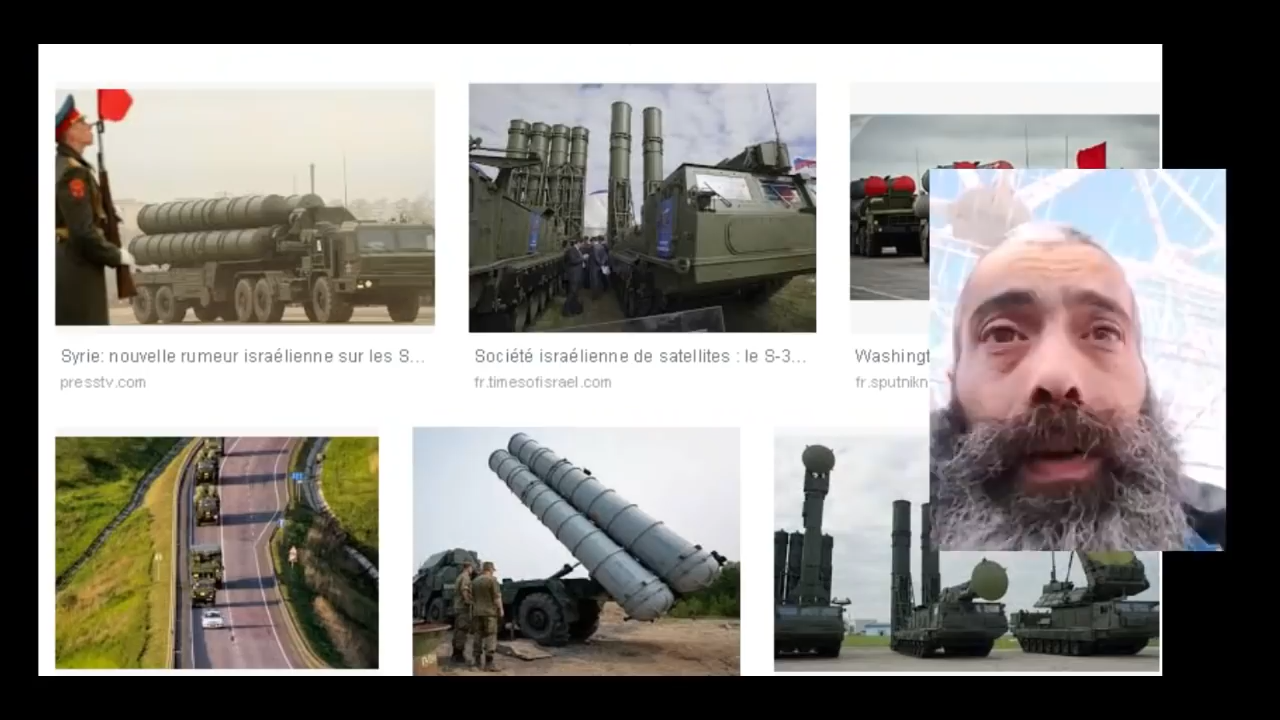 Syrie: nouvelle rumeur israélienne sur les S...
presstv.com
Société israélienne de satellites : le S-3...
fr.timesofisrael.com
Washingt
fr.sputnikn